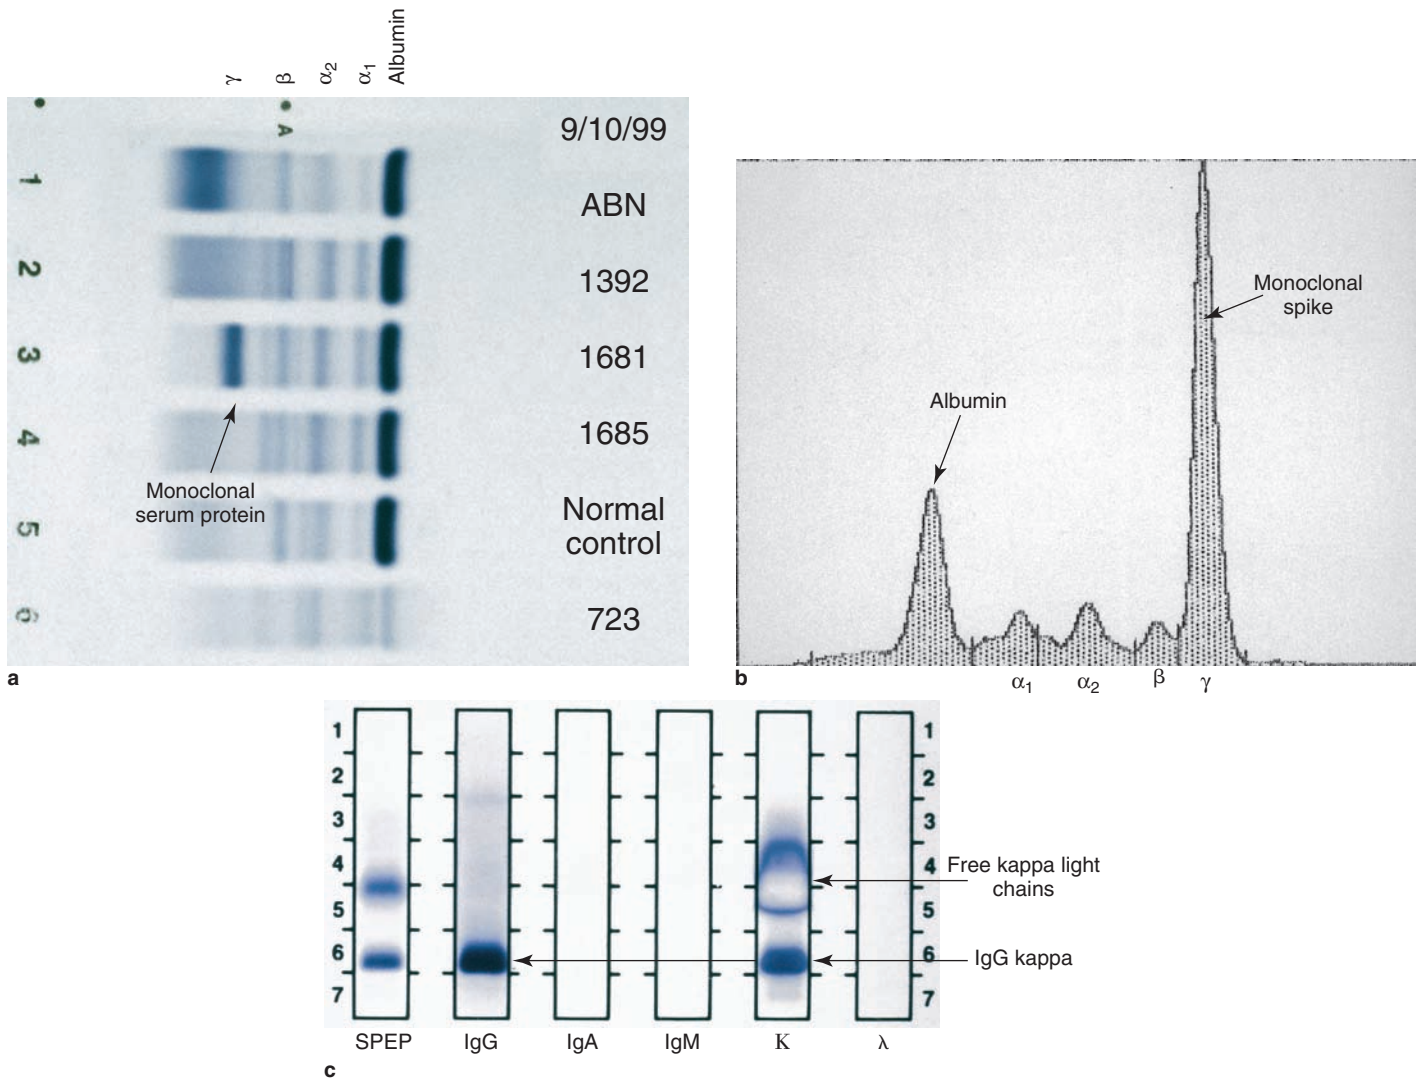 γ β α2 α1 Albumin
A
9/10/99
1 ABN
2 1392
3 1681
4 1685
Monoclonal
serum protein
5 Normal
control
6 723
a
Monoclonal
spike
Albumin
α1 α2 β γ
b
1 1
2 2
3 3
4 4
Free kappa light
chains
5 5
6 6
IgG kappa
7 7
SPEP IgG IgA IgM K λ
c